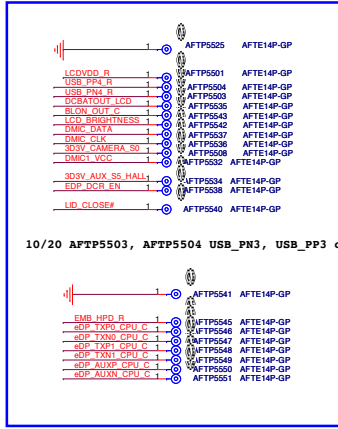 1 AFTP5525 AFTE14P-GP
LCDVDD_R 1 AFTP5501 AFTE14P-GP
USB_PP4_R 1 AFTP5504 AFTE14P-GP
USB_PN4_R 1 AFTP5503 AFTE14P-GP
DCBATOUT_LCD 1 AFTP5535 AFTE14P-GP
BLON_OUT_C 1 AFTP5543 AFTE14P-GP
LCD_BRIGHTNESS 1 AFTP5542 AFTE14P-GP
DMIC_DATA 1 AFTP5537 AFTE14P-GP
DMIC_CLK 1 AFTP5536 AFTE14P-GP
3D3V_CAMERA_S0 1 AFTP5508 AFTE14P-GP
DMIC1_VCC 1 AFTP5532 AFTE14P-GP
3D3V_AUX_S5_HALL 1 AFTP5534 AFTE14P-GP
EDP_DCR_EN 1 AFTP5538 AFTE14P-GP
LID_CLOSE# 1 AFTP5540 AFTE14P-GP
10/20 AFTP5503, AFTP5504 USB_PN3, USB_PP3
1 AFTP5541 AFTE14P-GP
EMB_HPD_R 1 AFTP5545 AFTE14P-GP
eDP_TXP0_CPU_C 1 AFTP5546 AFTE14P-GP
eDP_TXN0_CPU_C 1 AFTP5547 AFTE14P-GP
eDP_TXP1_CPU_C 1 AFTP5548 AFTE14P-GP
eDP_TXN1_CPU_C 1 AFTP5549 AFTE14P-GP
eDP_AUXP_CPU_C 1 AFTP5550 AFTE14P-GP
eDP_AUXN_CPU_C 1 AFTP5551 AFTE14P-GP